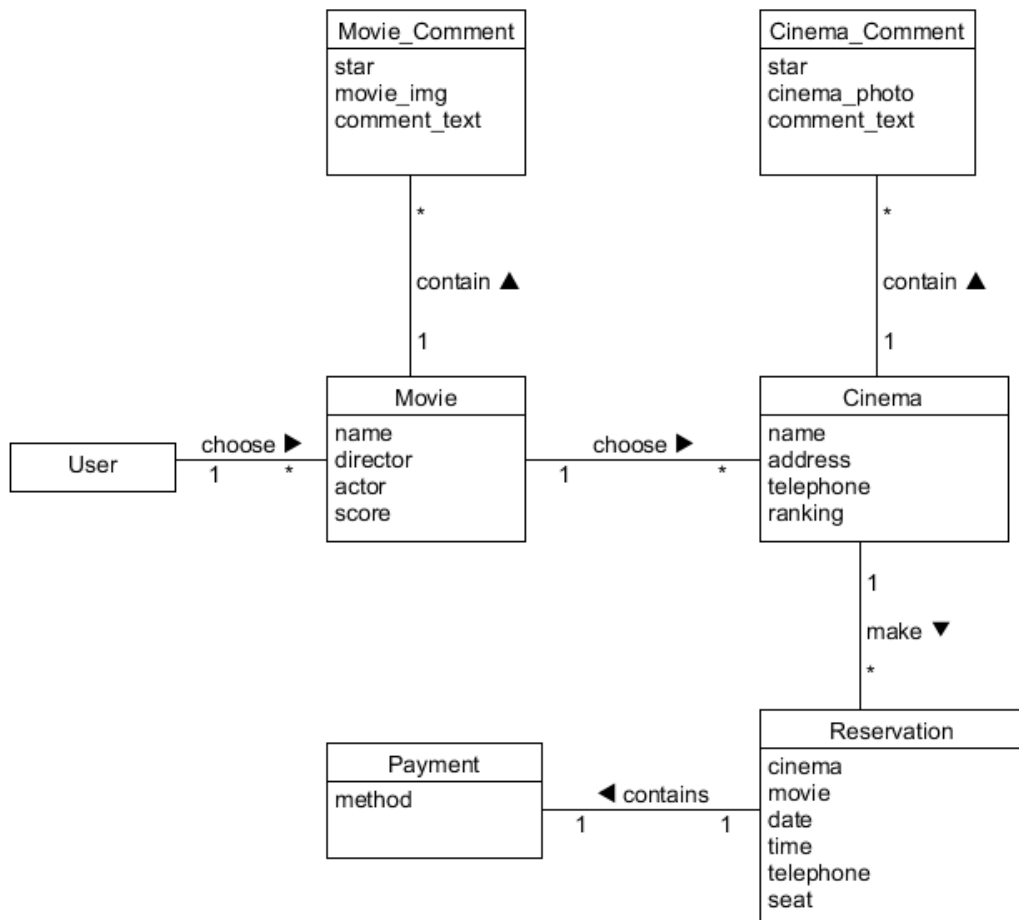 Movie_Comment
star
movie_img
comment_text
Cinema_Comment
star
cinema_photo
comment_text
*
contain ▲
1
*
contain ▲
1
User
choose ▶
1 *
Movie
name
director
actor
score
choose ▶
1 *
Cinema
name
address
telephone
ranking
1
make ▼
*
Payment
method
◀ contains
1 1
Reservation
cinema
movie
date
time
telephone
seat